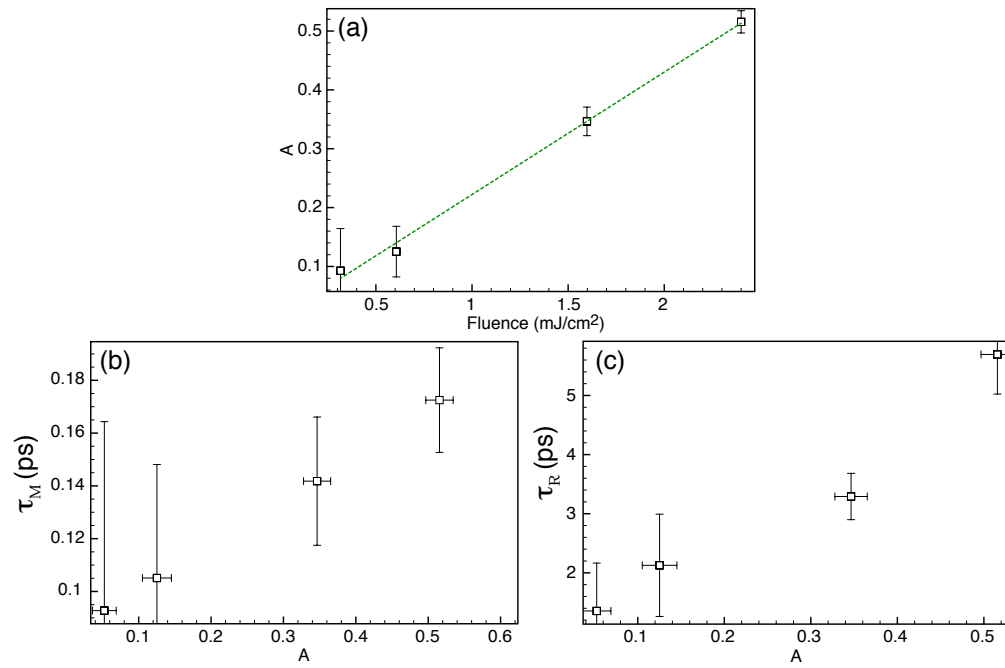 (a)
0.5
0.4
0.3
0.2
0.1
A
0.5 1 1.5 2
Fluence (mJ/cm²)
(b)
0.18
0.16
0.14
0.12
0.1
τ_M (ps)
0.1 0.2 0.3 0.4 0.5 0.6
A
(c)
5
4
3
2
τ_R (ps)
0.1 0.2 0.3 0.4 0.5
A